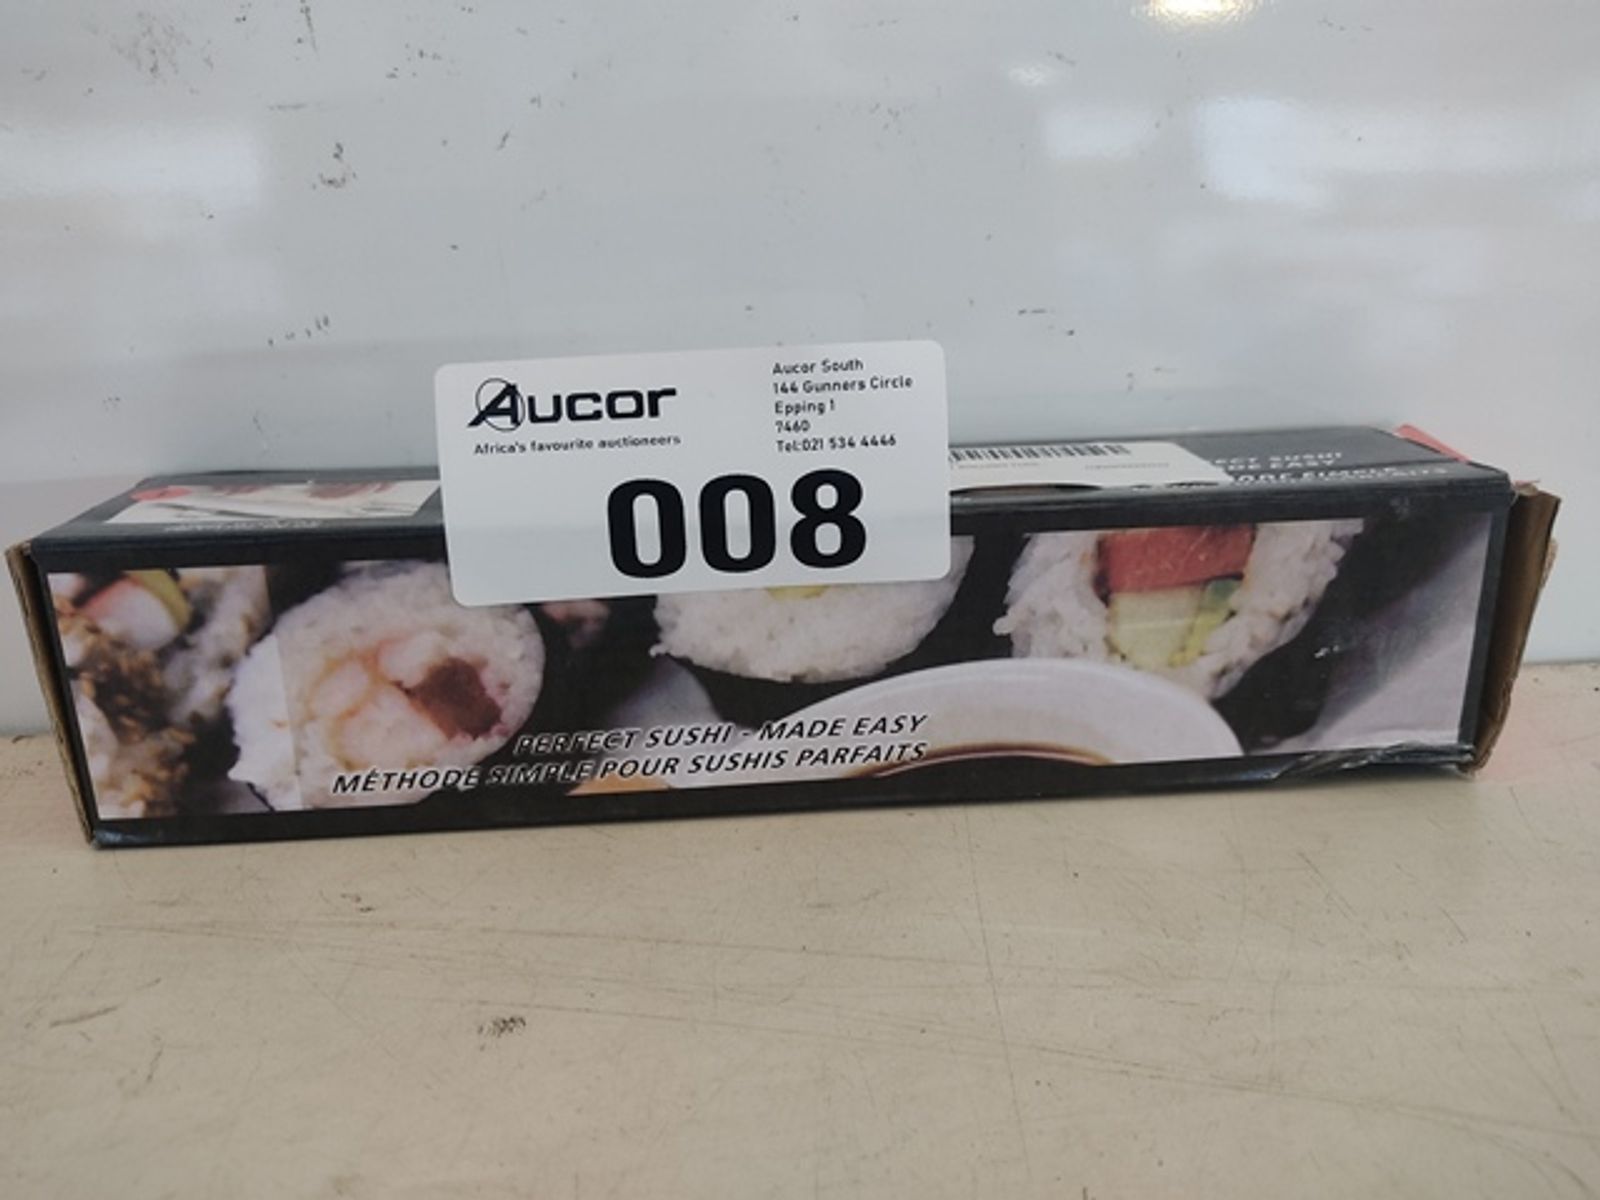 Aucor
Africa's favourite auctioneers
Aucor South
144 Gunners Circle
Epping 1
7460
Tel:021 534 4446
008
PERFECT SUSHI - MADE EASY
MÉTHODE SIMPLE POUR SUSHIS PARFAITS